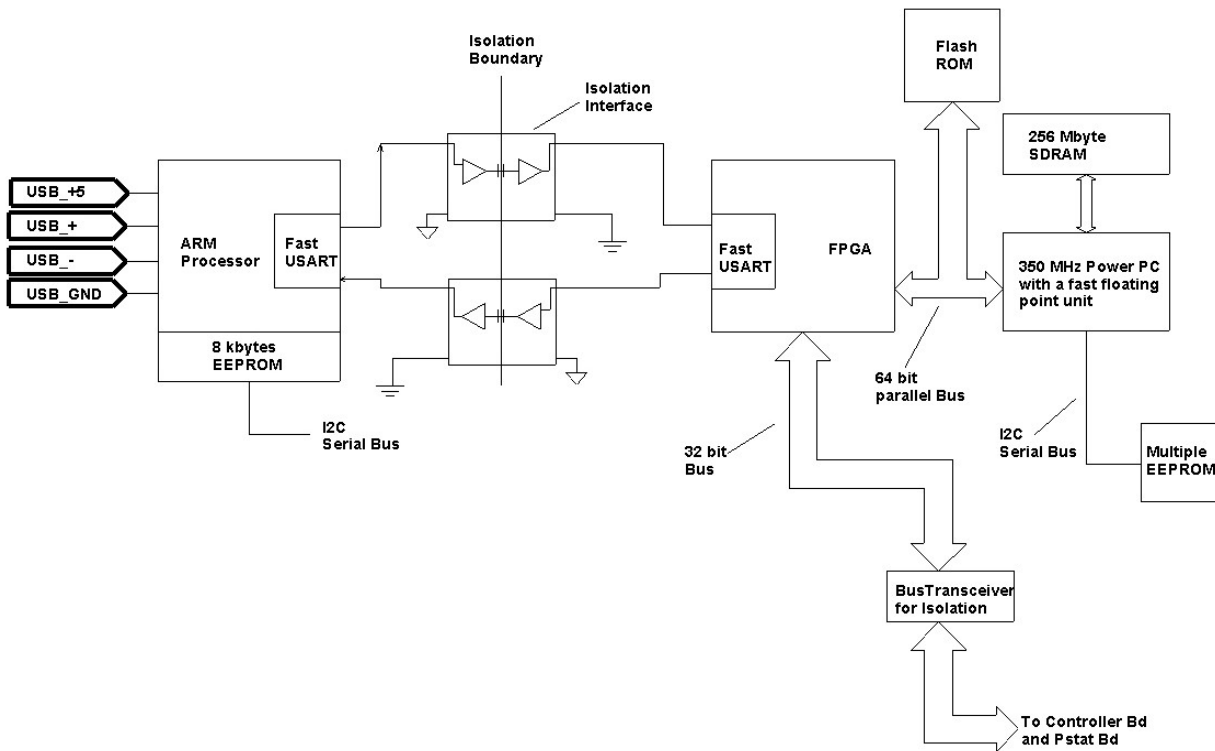 Isolation
Boundary
Isolation
Interface
Flash
ROM
256 Mbyte
SDRAM
USB_+5
USB_+
USB_-
USB_GND
ARM
Processor
Fast
USART
8 kbytes
EEPROM
I2C
Serial Bus
Fast
USART
FPGA
350 MHz Power PC
with a fast floating
point unit
64 bit
parallel Bus
32 bit
Bus
I2C
Serial Bus
Multiple
EEPROM
BusTransceiver
for Isolation
To Controller Bd
and Pstat Bd